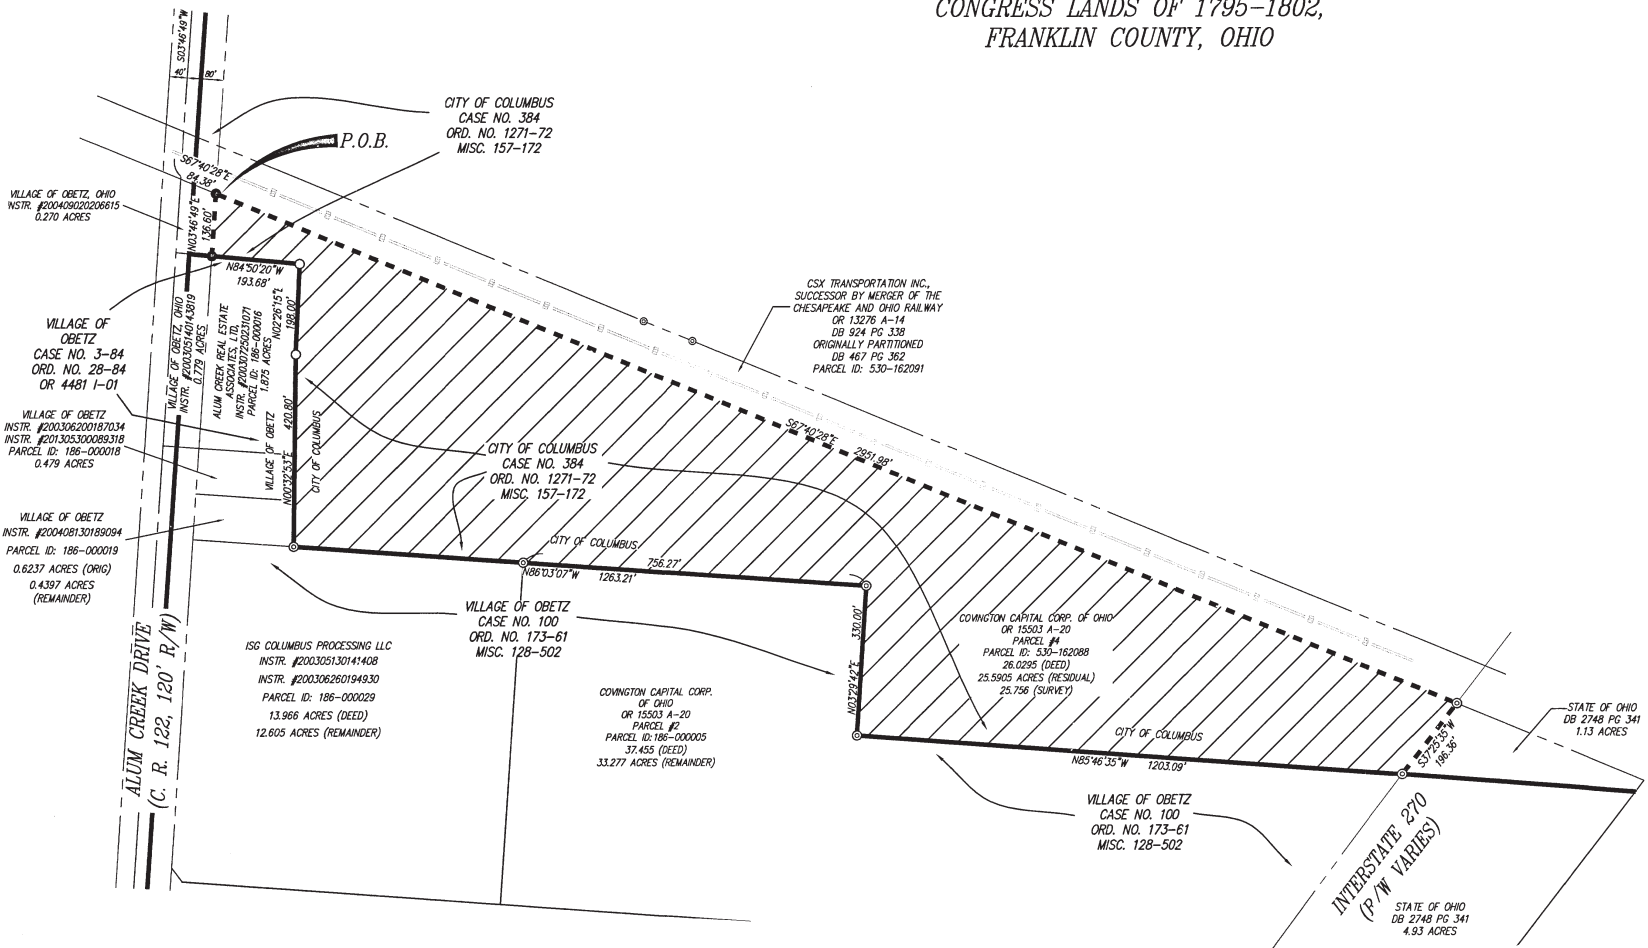 CONGRESS LANDS OF 1795-1802,
FRANKLIN COUNTY, OHIO
S03°46'49"W
40'
80'
CITY OF COLUMBUS
CASE NO. 384
ORD. NO. 1271-72
MISC. 157-172
P.O.B.
S67°40'28"E
84.38'
VILLAGE OF OBETZ, OHIO
INSTR. #200409020206615
0.270 ACRES
N03°46'49"E
136.60'
N84°50'20"W
193.68'
N02°26'15"E
198.00'
VILLAGE OF
OBETZ
CASE NO. 3-84
ORD. NO. 28-84
OR 4481 I-01
VILLAGE OF OBETZ, OHIO
INSTR. #200305140143819
0.779 ACRES
ALUM CREEK REAL ESTATE
ASSOCIATES, LTD,
INSTR. #200307250231071
PARCEL ID: 186-000016
1.875 ACRES
CSX TRANSPORTATION INC.,
SUCCESSOR BY MERGER OF THE
CHESAPEAKE AND OHIO RAILWAY
OR 13276 A-14
DB 924 PG 338
ORIGINALLY PARTITIONED
DB 467 PG 362
PARCEL ID: 530-162091
VILLAGE OF OBETZ
INSTR. #200306200187034
INSTR. #201305300089318
PARCEL ID: 186-000018
0.479 ACRES
VILLAGE OF OBETZ
N00°32'53"E
420.80'
CITY OF COLUMBUS
CITY OF COLUMBUS
CASE NO. 384
ORD. NO. 1271-72
MISC. 157-172
S67°40'28"E
2951.98'
VILLAGE OF OBETZ
INSTR. #200408130189094
PARCEL ID: 186-000019
0.6237 ACRES (ORIG)
0.4397 ACRES
(REMAINDER)
CITY OF COLUMBUS
756.27'
N86°03'07"W
1263.21'
VILLAGE OF OBETZ
CASE NO. 100
ORD. NO. 173-61
MISC. 128-502
330.00'
N03°29'42"E
COVINGTON CAPITAL CORP. OF OHIO
OR 15503 A-20
PARCEL #4
PARCEL ID: 530-162088
26.0295 (DEED)
25.5905 ACRES (RESIDUAL)
25.756 (SURVEY)
ISG COLUMBUS PROCESSING LLC
INSTR. #200305130141408
INSTR. #200306260194930
PARCEL ID: 186-000029
13.966 ACRES (DEED)
12.605 ACRES (REMAINDER)
COVINGTON CAPITAL CORP.
OF OHIO
OR 15503 A-20
PARCEL #2
PARCEL ID:186-000005
37.455 (DEED)
33.277 ACRES (REMAINDER)
ALUM CREEK DRIVE
(C. R. 122, 120' R/W)
CITY OF COLUMBUS
N85°46'35"W
1203.09'
S37°25'35"W
196.36'
STATE OF OHIO
DB 2748 PG 341
1.13 ACRES
VILLAGE OF OBETZ
CASE NO. 100
ORD. NO. 173-61
MISC. 128-502
INTERSTATE 270
(R/W VARIES)
STATE OF OHIO
DB 2748 PG 341
4.93 ACRES